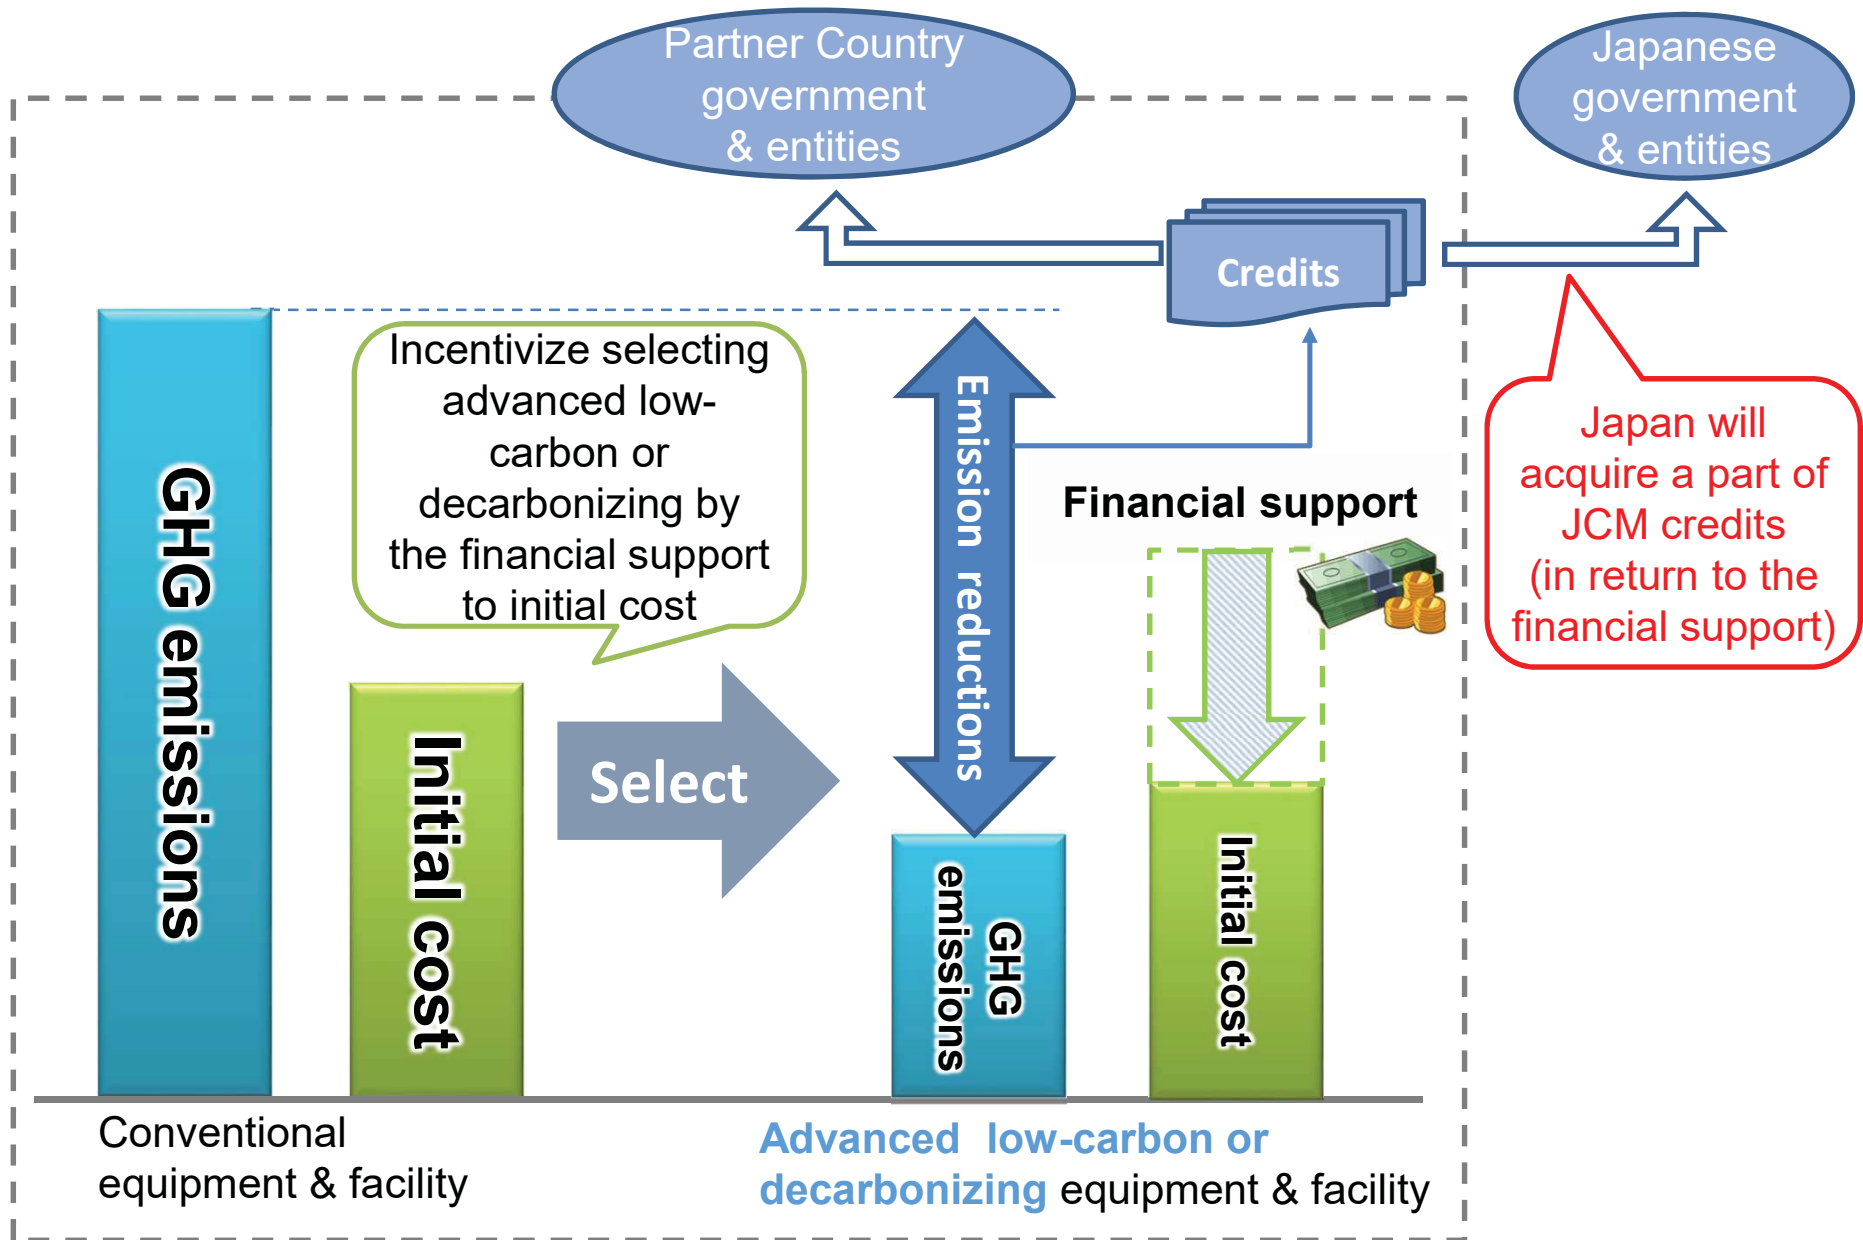 Partner Country
government
& entities
Japanese
government
& entities
Credits
Incentivize selecting
advanced low-
carbon or
decarbonizing by
the financial support
to initial cost
Japan will
acquire a part of
JCM credits
(in return to the
financial support)
GHG emissions
Initial cost
Select
Emission reductions
Financial support
GHG
emissions
Initial cost
Conventional
equipment & facility
Advanced low-carbon or
decarbonizing equipment & facility